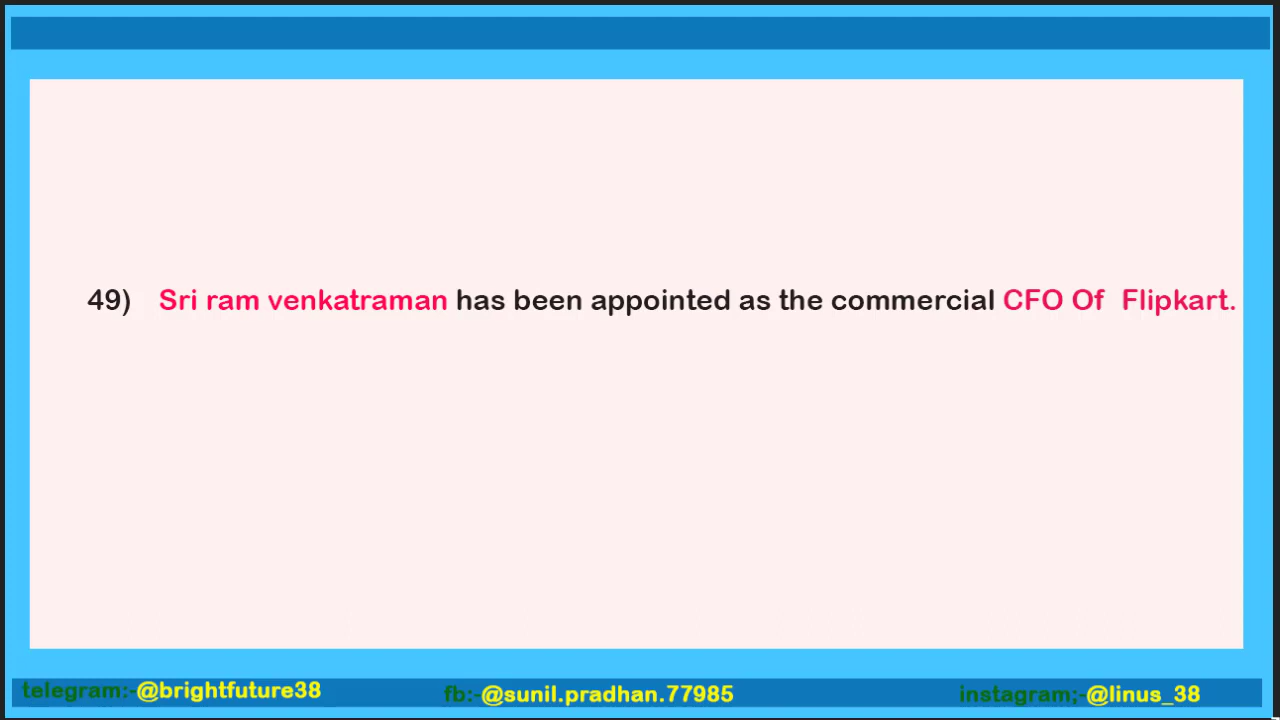 49) Sri ram venkatraman has been appointed as the commercial CFO Of Flipkart.
telegram:-@brightfuture38 fb:-@sunil.pradhan.77985 instagram;-@linus_38